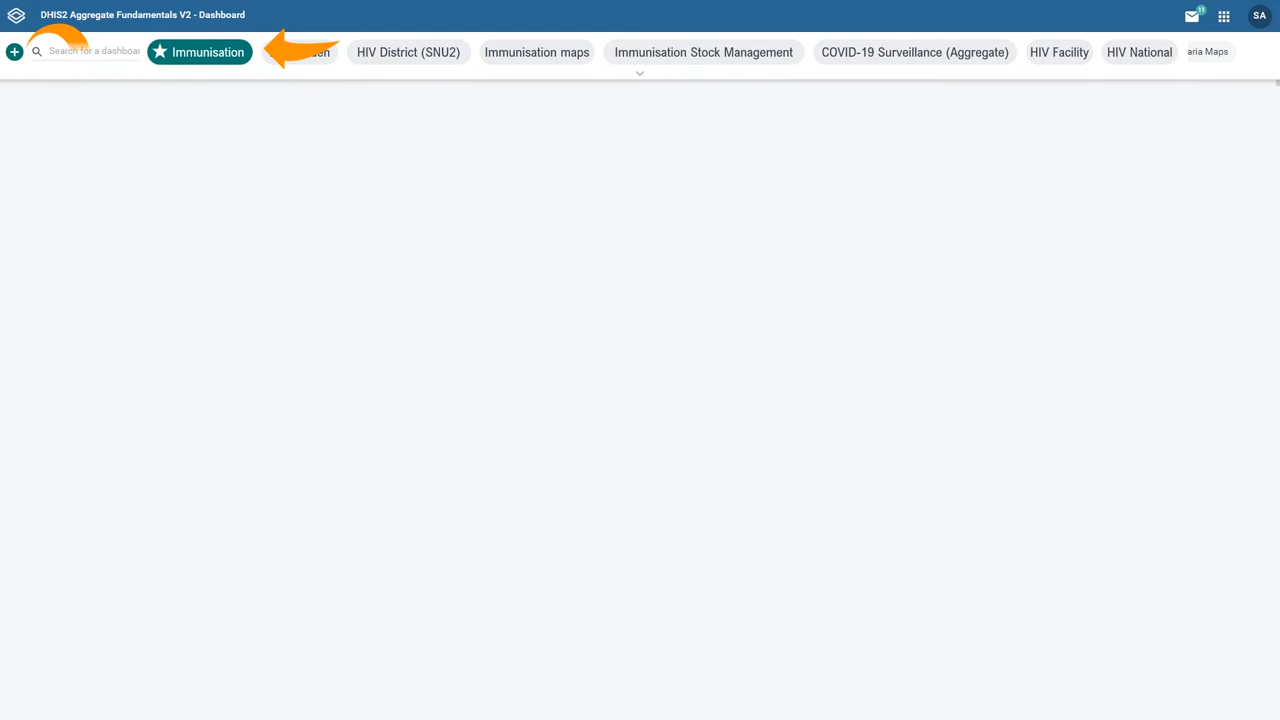 DHIS2 Aggregate Fundamentals V2 - Dashboard
11
SA
Search for a dashboar
Immunisation
HIV District (SNU2)
Immunisation maps
Immunisation Stock Management
COVID-19 Surveillance (Aggregate)
HIV Facility
HIV National
aria Maps